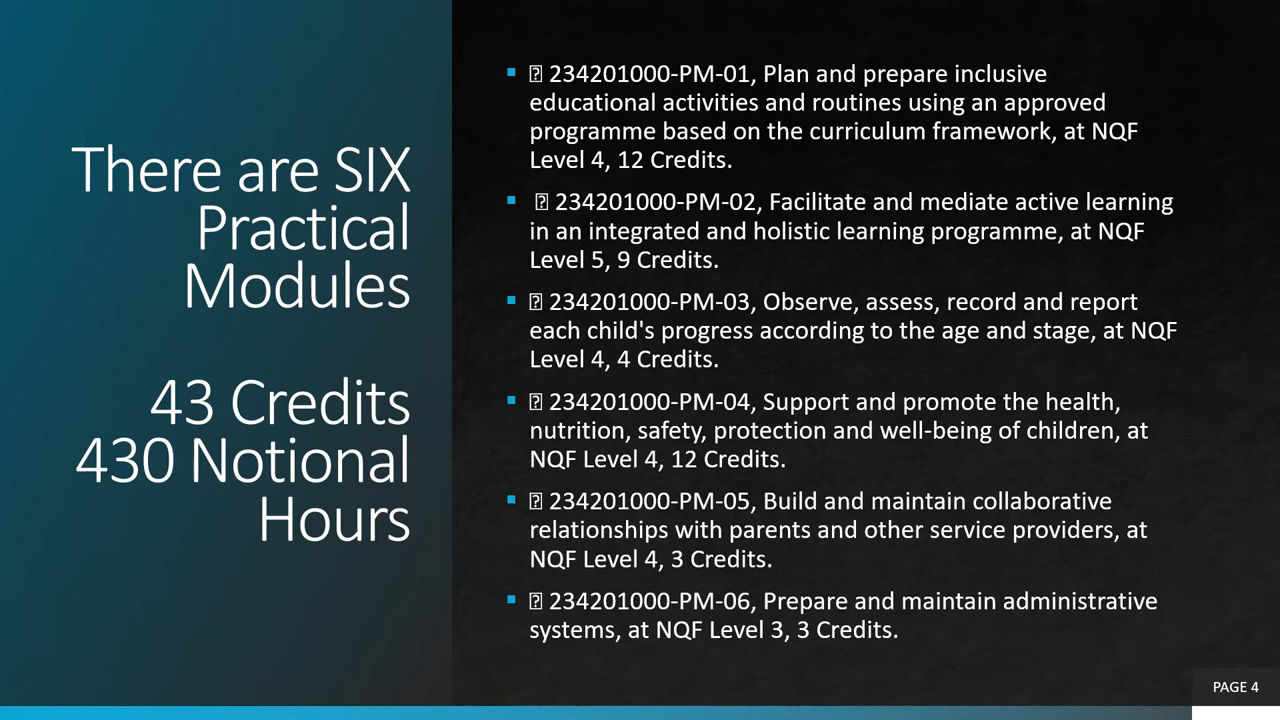 There are SIX
Practical
Modules
43 Credits
430 Notional
Hours
⍰ 234201000-PM-01, Plan and prepare inclusive
educational activities and routines using an approved
programme based on the curriculum framework, at NQF
Level 4, 12 Credits.
⍰ 234201000-PM-02, Facilitate and mediate active learning
in an integrated and holistic learning programme, at NQF
Level 5, 9 Credits.
⍰ 234201000-PM-03, Observe, assess, record and report
each child's progress according to the age and stage, at NQF
Level 4, 4 Credits.
⍰ 234201000-PM-04, Support and promote the health,
nutrition, safety, protection and well-being of children, at
NQF Level 4, 12 Credits.
⍰ 234201000-PM-05, Build and maintain collaborative
relationships with parents and other service providers, at
NQF Level 4, 3 Credits.
⍰ 234201000-PM-06, Prepare and maintain administrative
systems, at NQF Level 3, 3 Credits.
PAGE 4